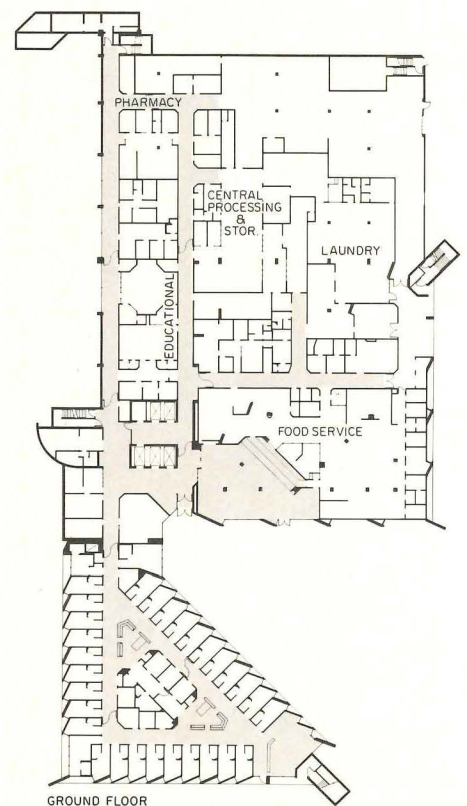 PHARMACY
CENTRAL
PROCESSING
&
STOR.
LAUNDRY
EDUCATIONAL
FOOD SERVICE
GROUND FLOOR